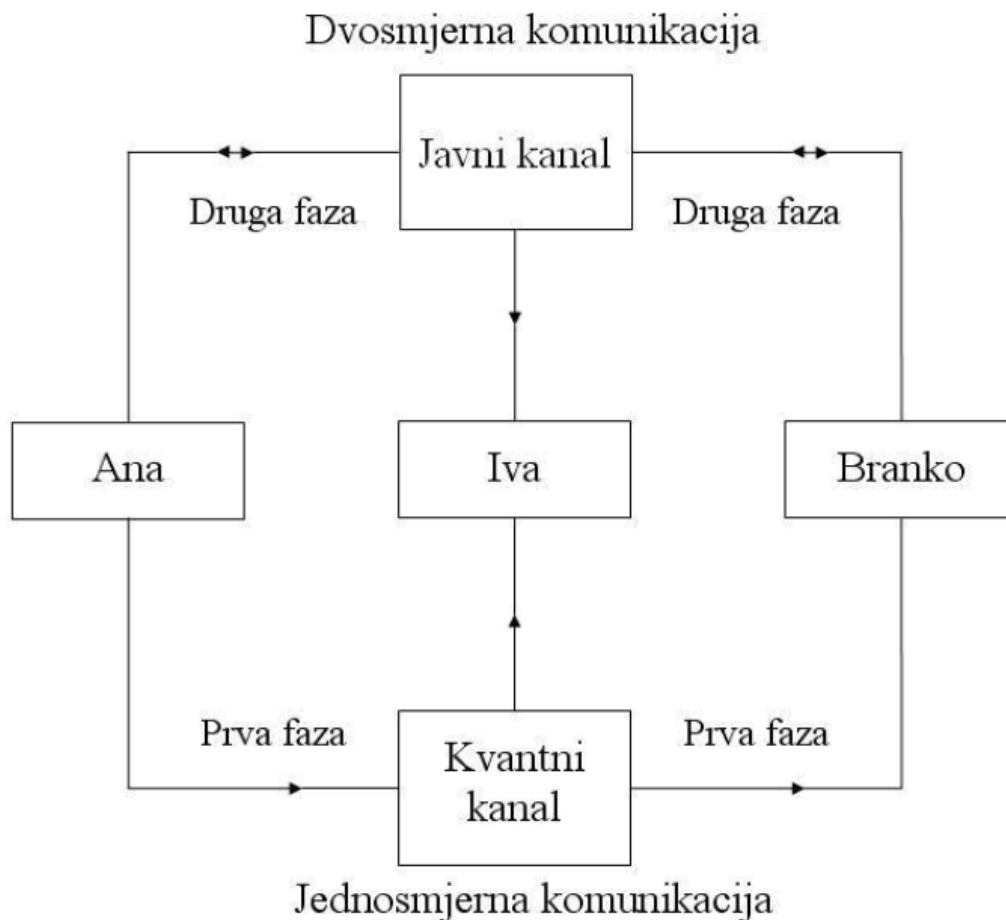 Dvosmjerna komunikacija
Javni kanal
Druga faza
Druga faza
Ana
Iva
Branko
Prva faza
Prva faza
Kvantni
kanal
Jednosmjerna komunikacija